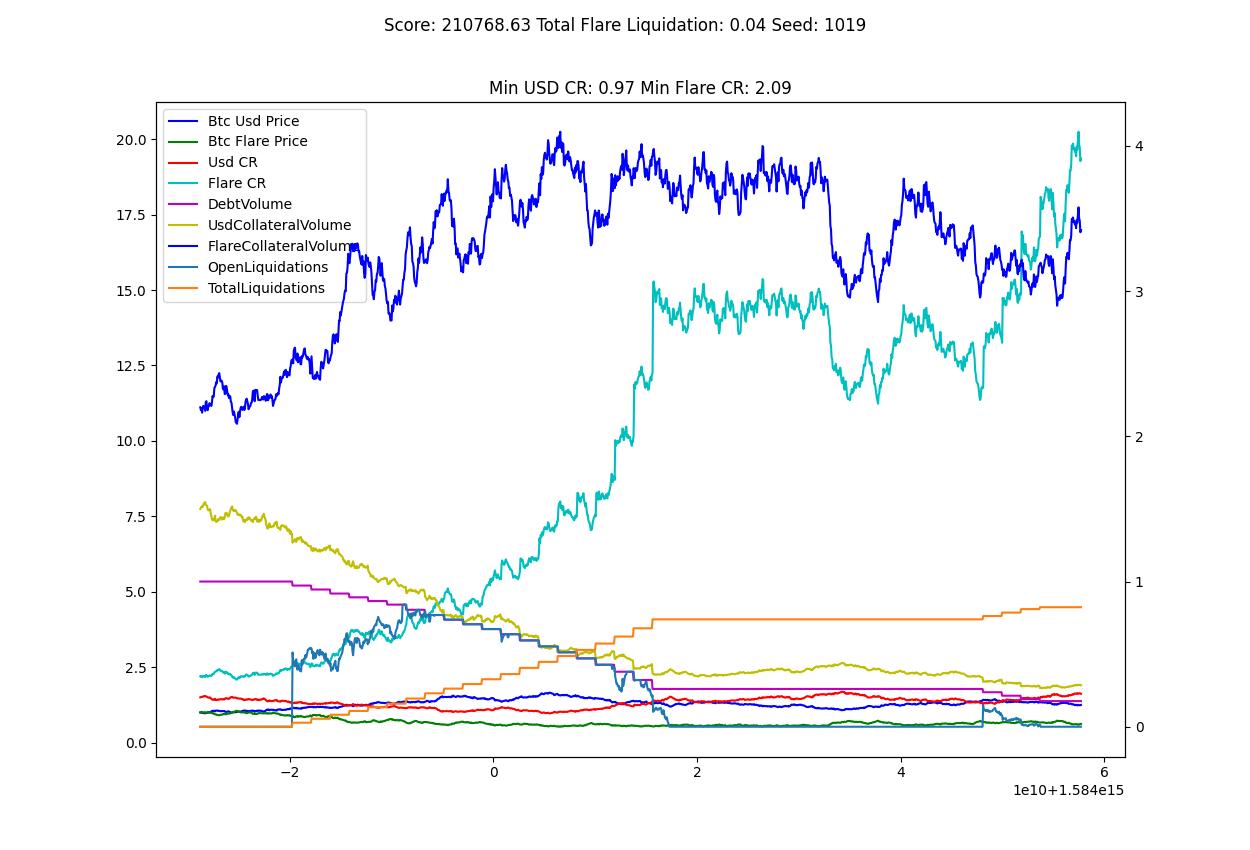 Score: 210768.63 Total Flare Liquidation: 0.04 Seed: 1019
Min USD CR: 0.97 Min Flare CR: 2.09
Btc Usd Price
Btc Flare Price
Usd CR
Flare CR
DebtVolume
UsdCollateralVolume
FlareCollateralVolume
OpenLiquidations
TotalLiquidations
20.0
17.5
15.0
12.5
10.0
7.5
5.0
2.5
0.0
4
3
2
1
0
−2
0
2
4
6
1e10+1.584e15